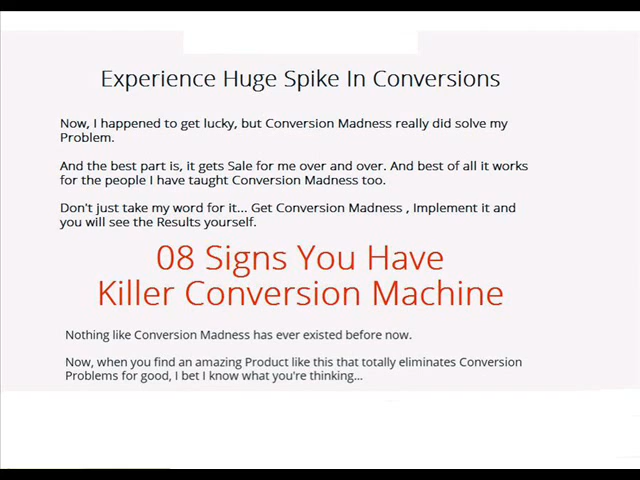 Experience Huge Spike In Conversions
Now, I happened to get lucky, but Conversion Madness really did solve my
Problem.
And the best part is, it gets Sale for me over and over. And best of all it works
for the people I have taught Conversion Madness too.
Don't just take my word for it... Get Conversion Madness , Implement it and
you will see the Results yourself.
08 Signs You Have
Killer Conversion Machine
Nothing like Conversion Madness has ever existed before now.
Now, when you find an amazing Product like this that totally eliminates Conversion
Problems for good, I bet I know what you're thinking...